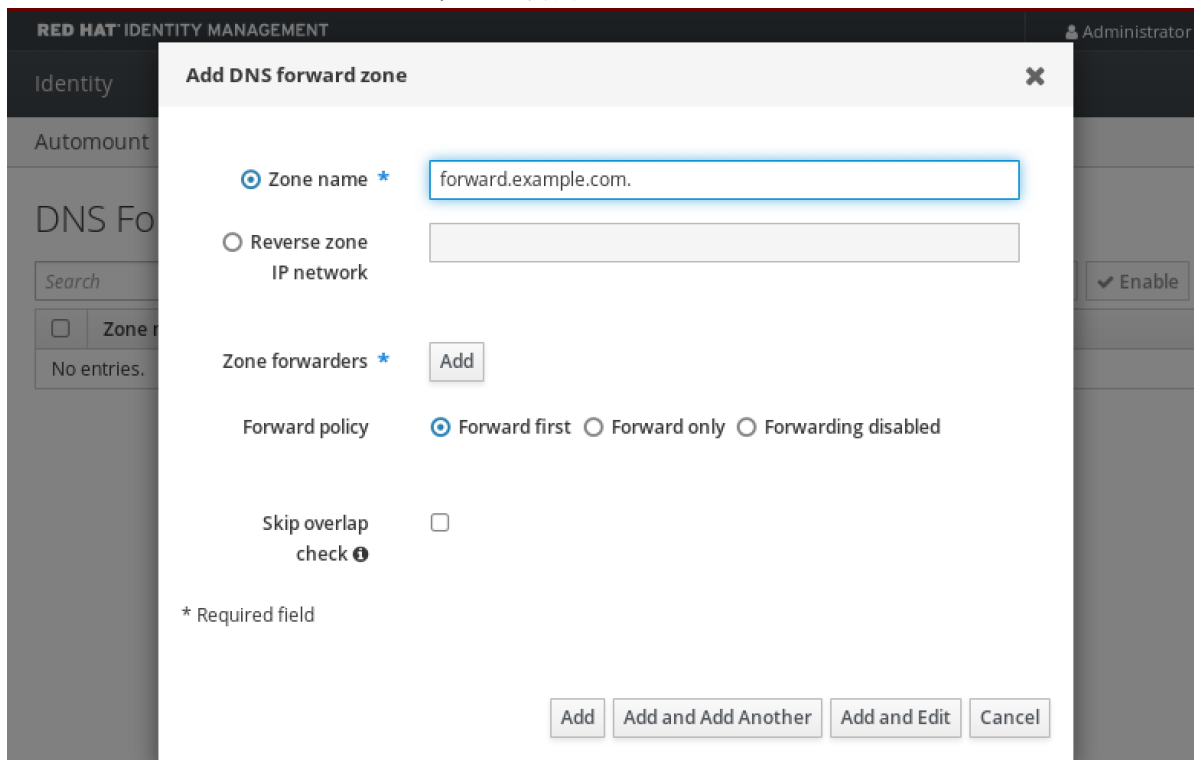 RED HAT® IDENTITY MANAGEMENT
Administrator
Identity
Add DNS forward zone
Automount
Zone name *
forward.example.com.
DNS Fo
Reverse zone
IP network
Search
Enable
Zone
No entries.
Zone forwarders *
Add
Forward policy
Forward first Forward only Forwarding disabled
Skip overlap
check
* Required field
Add Add and Add Another Add and Edit Cancel